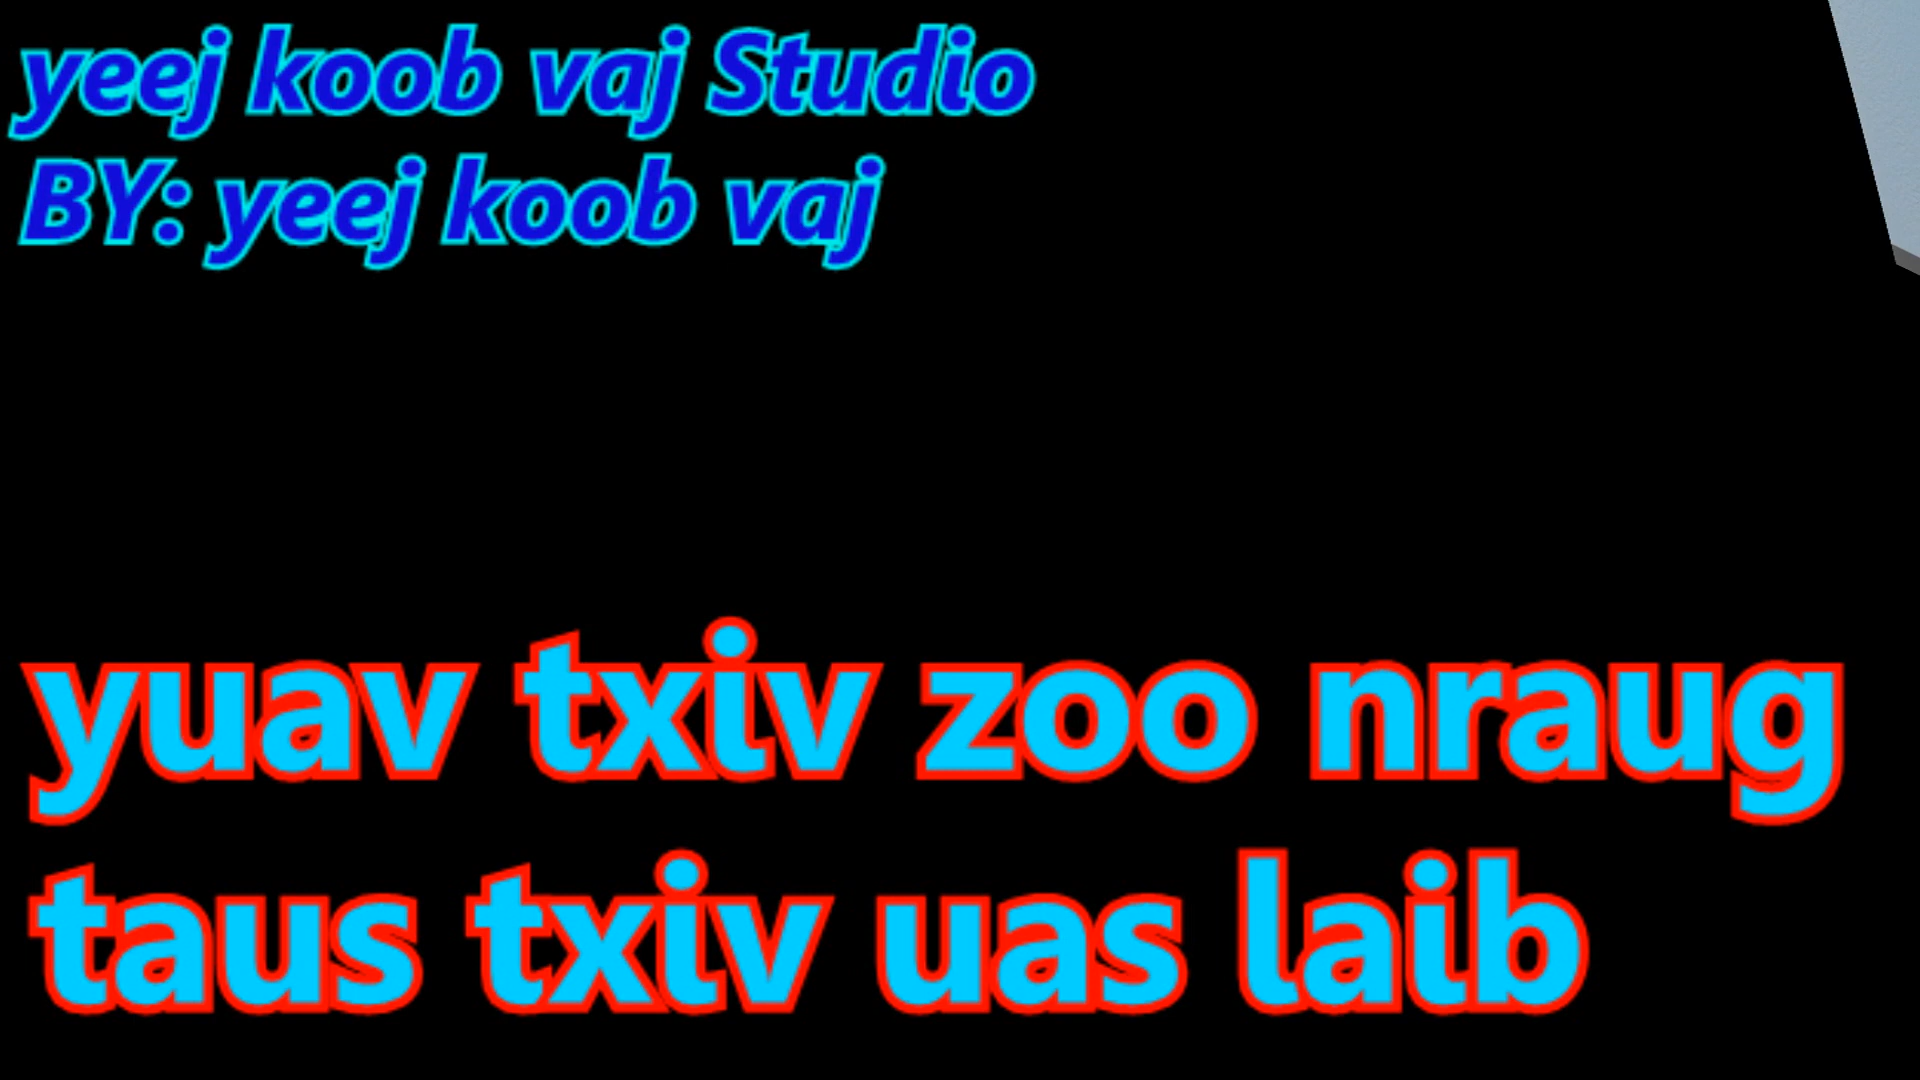 yeej koob vaj Studio
BY: yeej koob vaj
yuav txiv zoo nraug
taus txiv uas laib